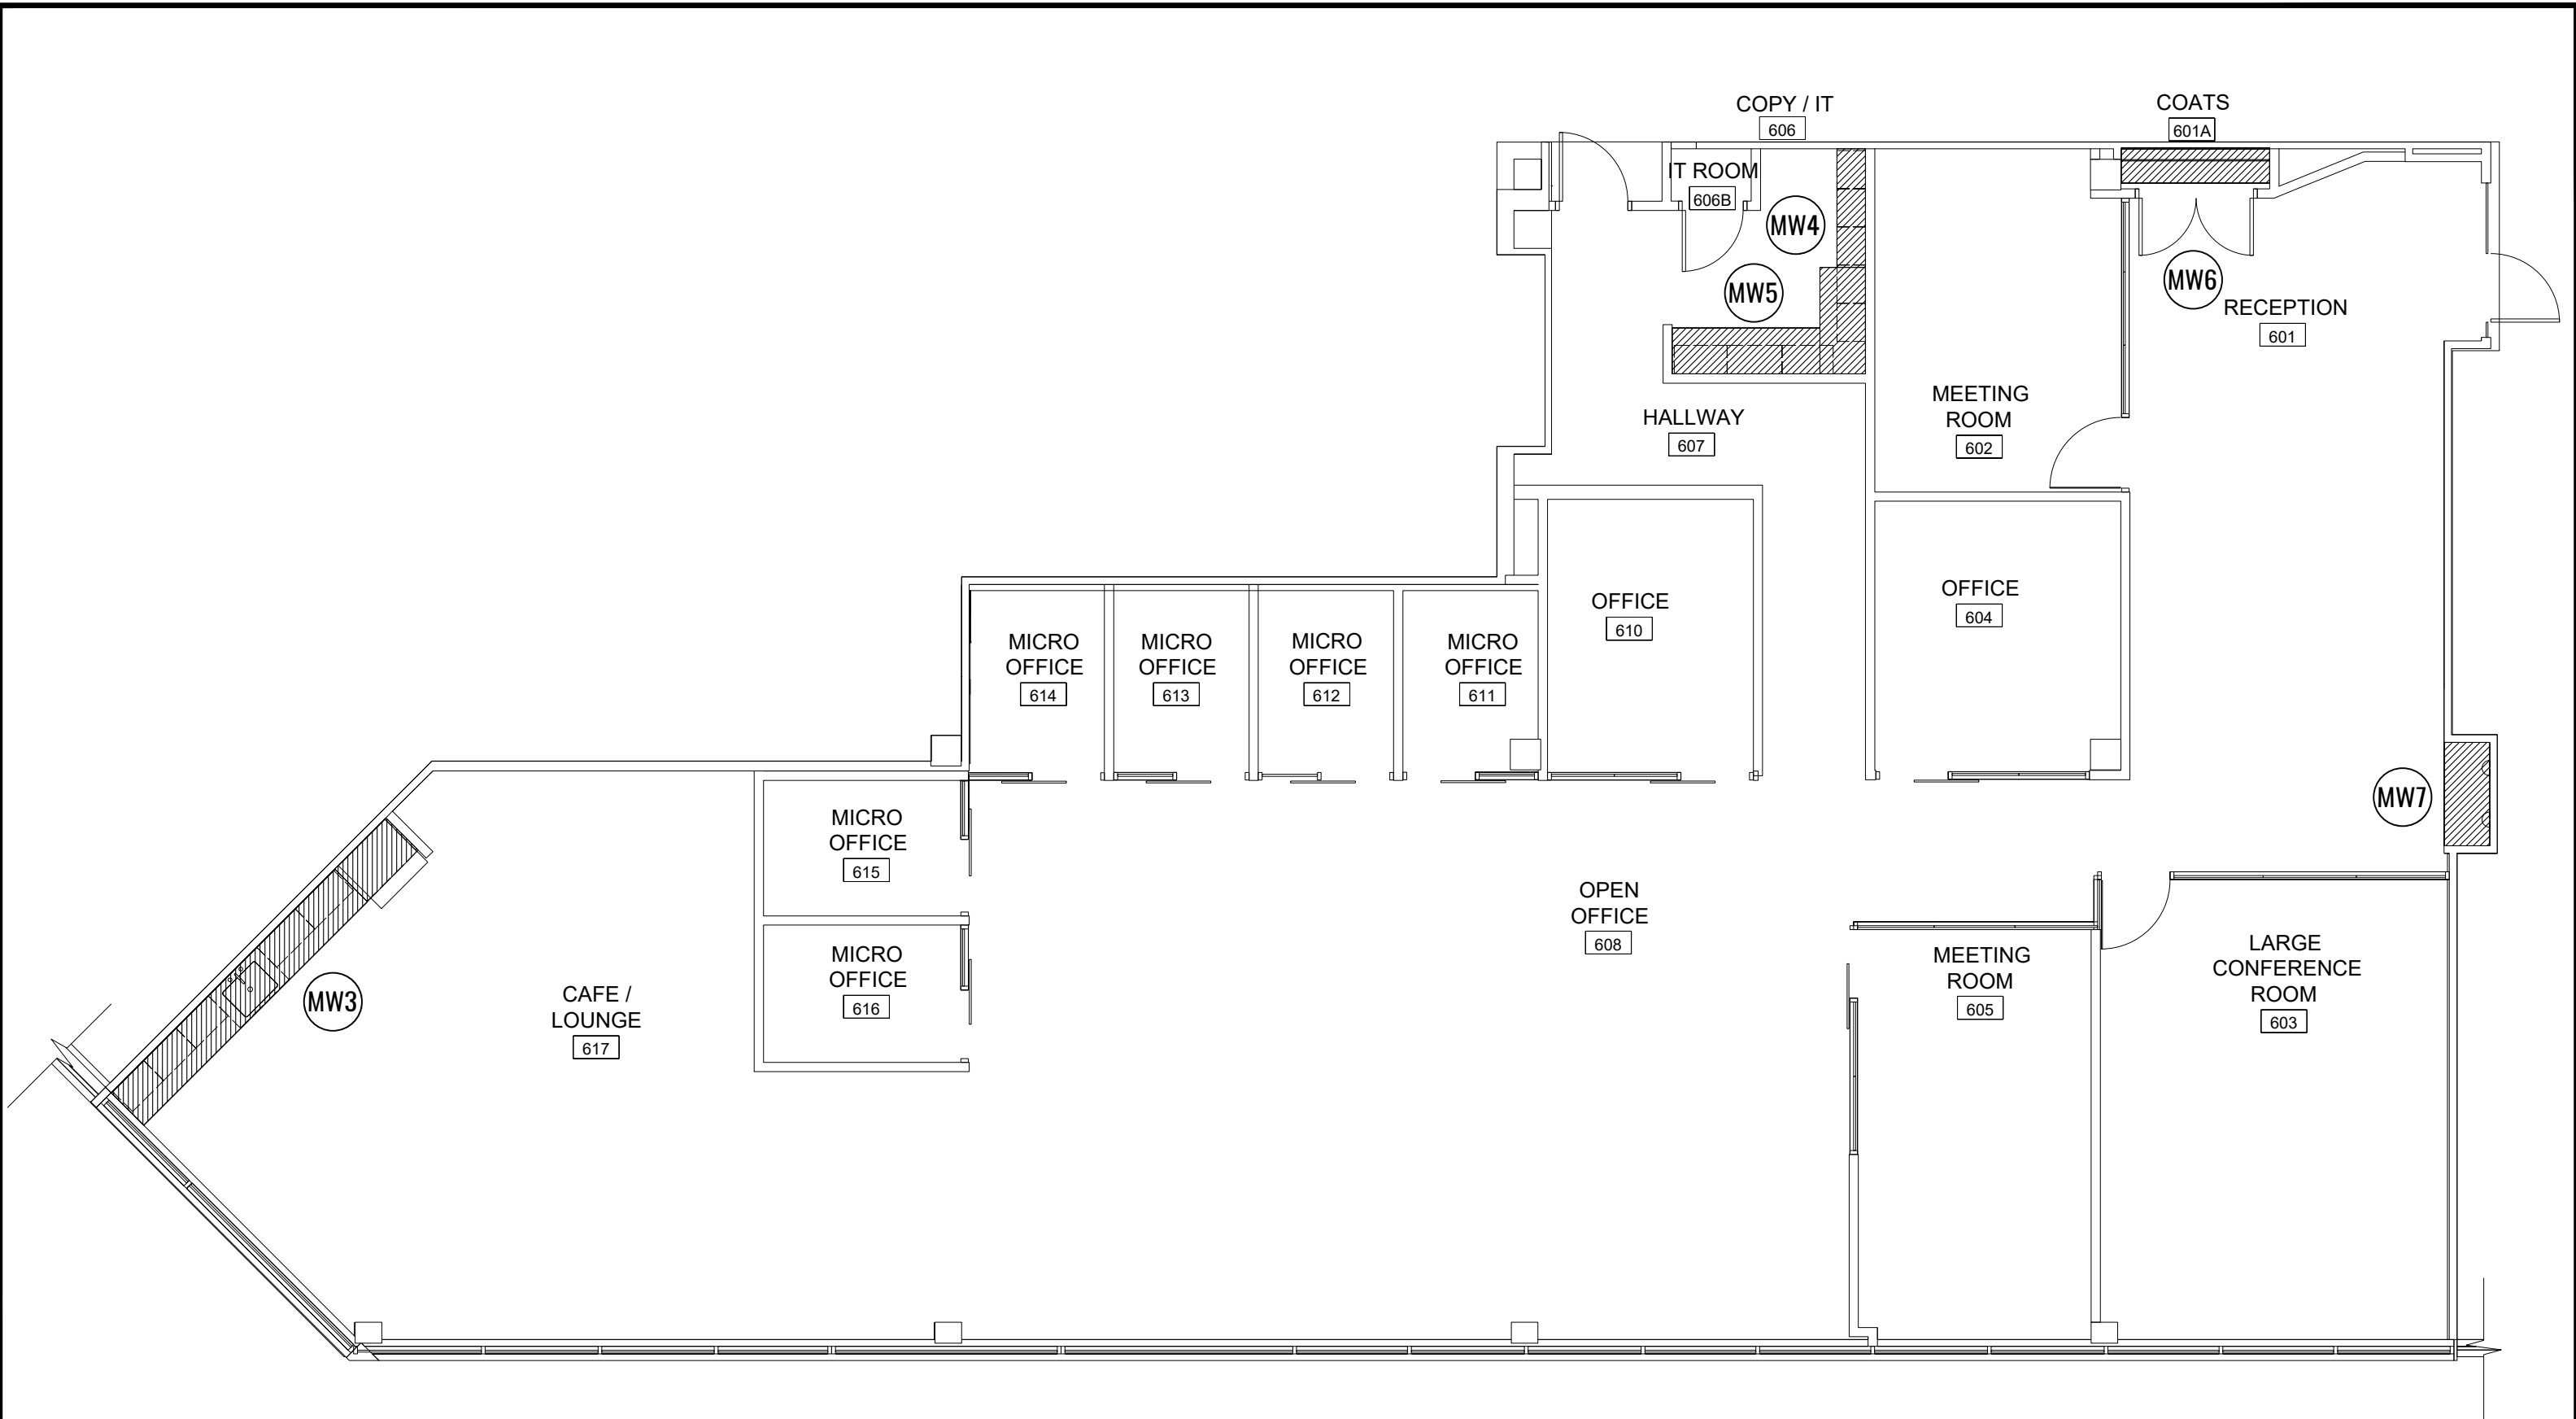 COPY / IT
606
COATS
601A
IT ROOM
606B
MW4
MW5
MW6
RECEPTION
601
MEETING
ROOM
602
HALLWAY
607
OFFICE
610
OFFICE
604
MICRO
OFFICE
614
MICRO
OFFICE
613
MICRO
OFFICE
612
MICRO
OFFICE
611
MW7
MICRO
OFFICE
615
OPEN
OFFICE
608
MICRO
OFFICE
616
MEETING
ROOM
605
LARGE
CONFERENCE
ROOM
603
MW3
CAFE /
LOUNGE
617